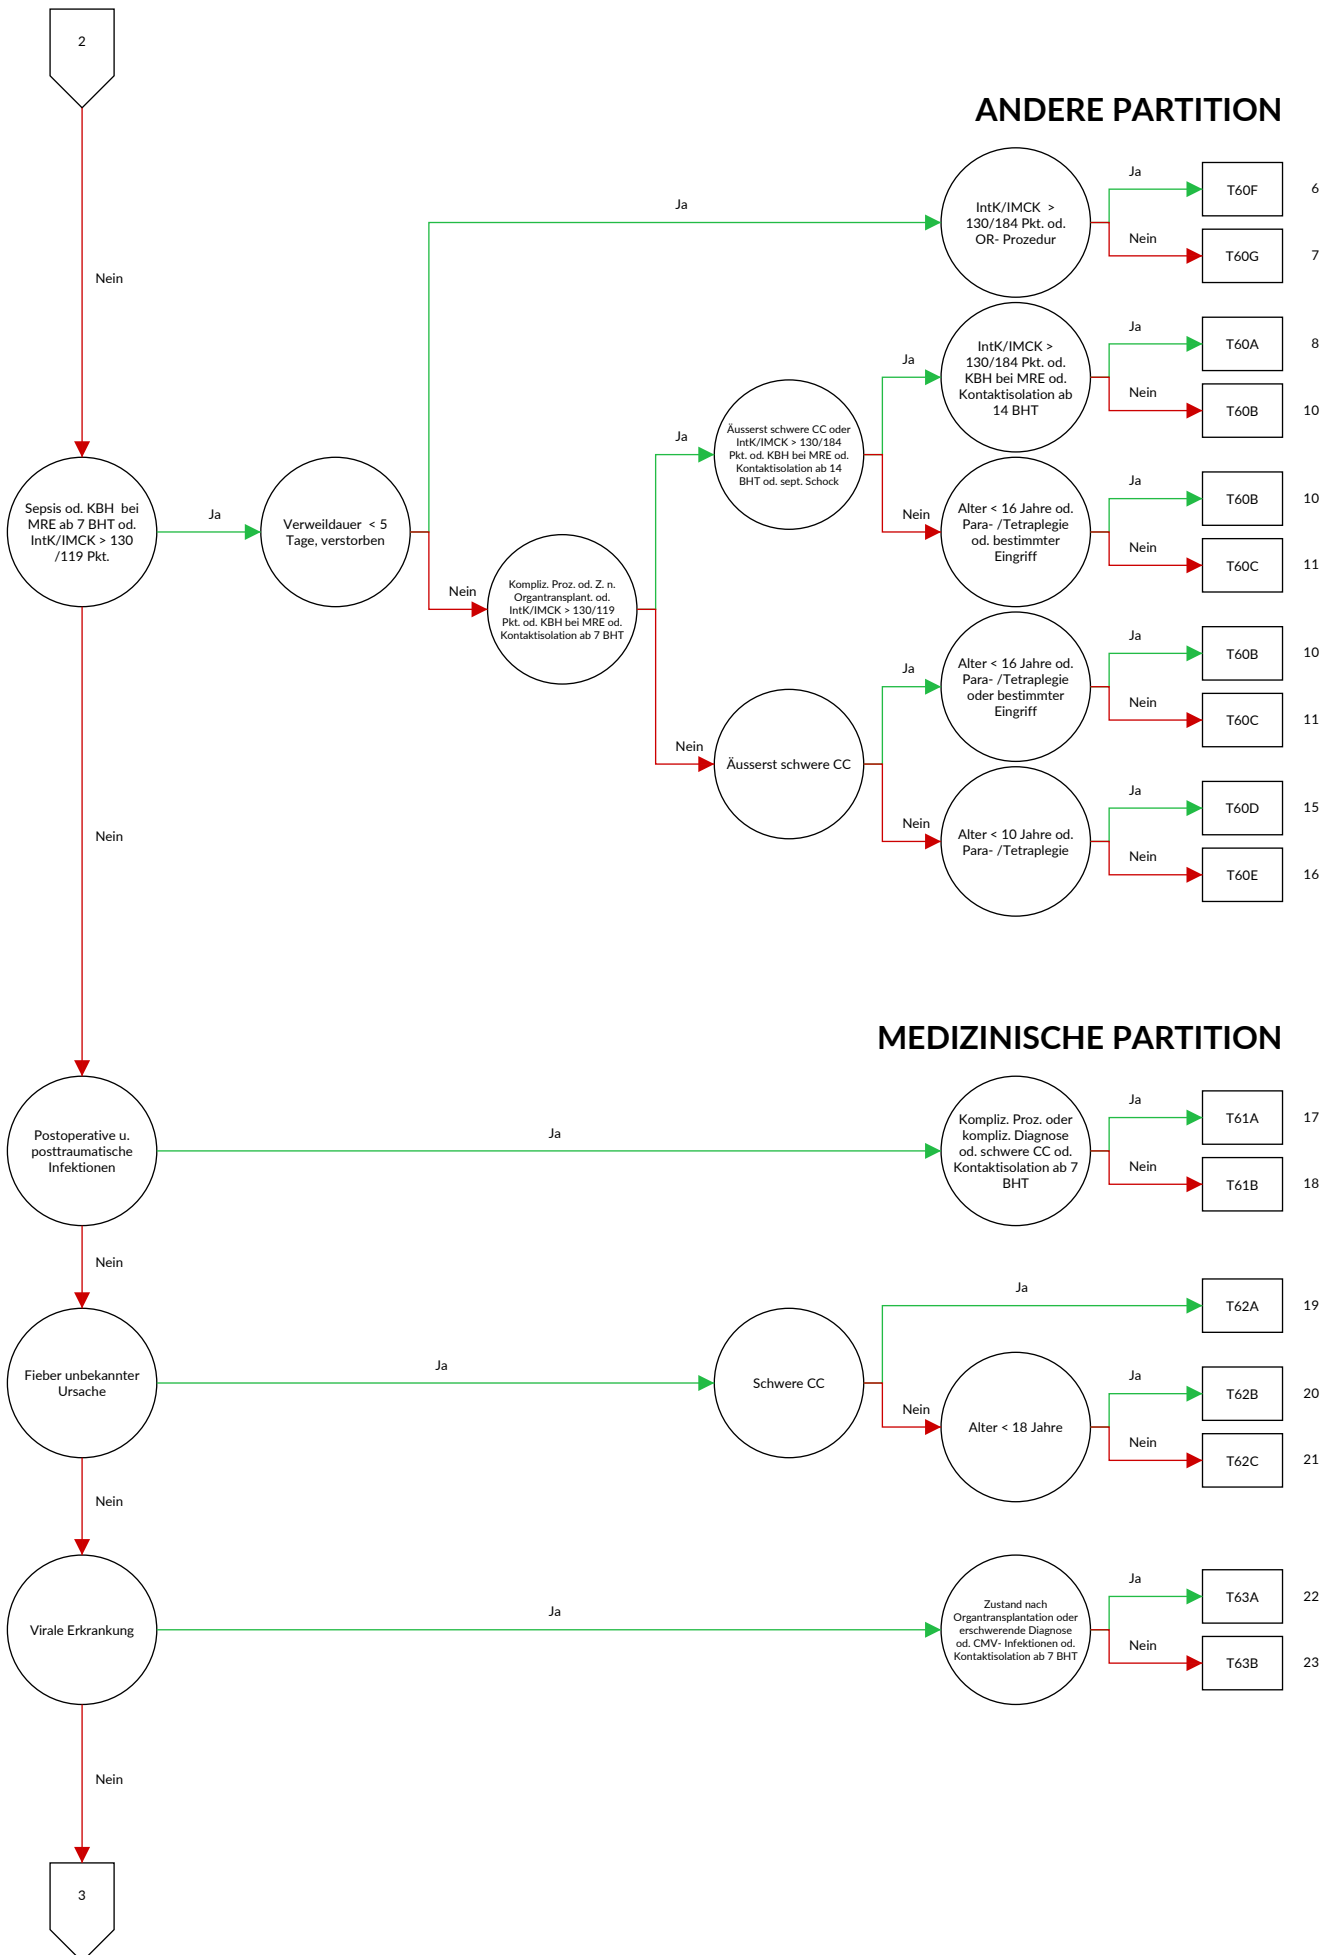 2
ANDERE PARTITION
Nein
Sepsis od. KBH bei
MRE ab 7 BHT od.
IntK/IMCK > 130
/119 Pkt.
Ja
Verweildauer < 5
Tage, verstorben
Ja
IntK/IMCK >
130/184 Pkt. od.
OR- Prozedur
Ja
T60F
6
Nein
T60G
7
Nein
Kompliz. Proz. od. Z. n.
Organtransplant. od.
IntK/IMCK > 130/119
Pkt. od. KBH bei MRE od.
Kontaktisolation ab 7 BHT
Ja
Äusserst schwere CC oder
IntK/IMCK > 130/184
Pkt. od. KBH bei MRE od.
Kontaktisolation ab 14
BHT od. sept. Schock
Ja
IntK/IMCK >
130/184 Pkt. od.
KBH bei MRE od.
Kontaktisolation ab
14 BHT
Ja
T60A
8
Nein
T60B
10
Nein
Alter < 16 Jahre od.
Para- /Tetraplegie
od. bestimmter
Eingriff
Ja
T60B
10
Nein
T60C
11
Nein
Äusserst schwere CC
Ja
Alter < 16 Jahre od.
Para- /Tetraplegie
oder bestimmter
Eingriff
Ja
T60B
10
Nein
T60C
11
Nein
Alter < 10 Jahre od.
Para- /Tetraplegie
Ja
T60D
15
Nein
T60E
16
Nein
MEDIZINISCHE PARTITION
Postoperative u.
posttraumatische
Infektionen
Ja
Kompliz. Proz. oder
kompliz. Diagnose
od. schwere CC od.
Kontaktisolation ab 7
BHT
Ja
T61A
17
Nein
T61B
18
Nein
Fieber unbekannter
Ursache
Ja
Schwere CC
Ja
T62A
19
Nein
Alter < 18 Jahre
Ja
T62B
20
Nein
T62C
21
Nein
Virale Erkrankung
Ja
Zustand nach
Organtransplantation oder
erschwerende Diagnose
od. CMV- Infektionen od.
Kontaktisolation ab 7 BHT
Ja
T63A
22
Nein
T63B
23
Nein
3